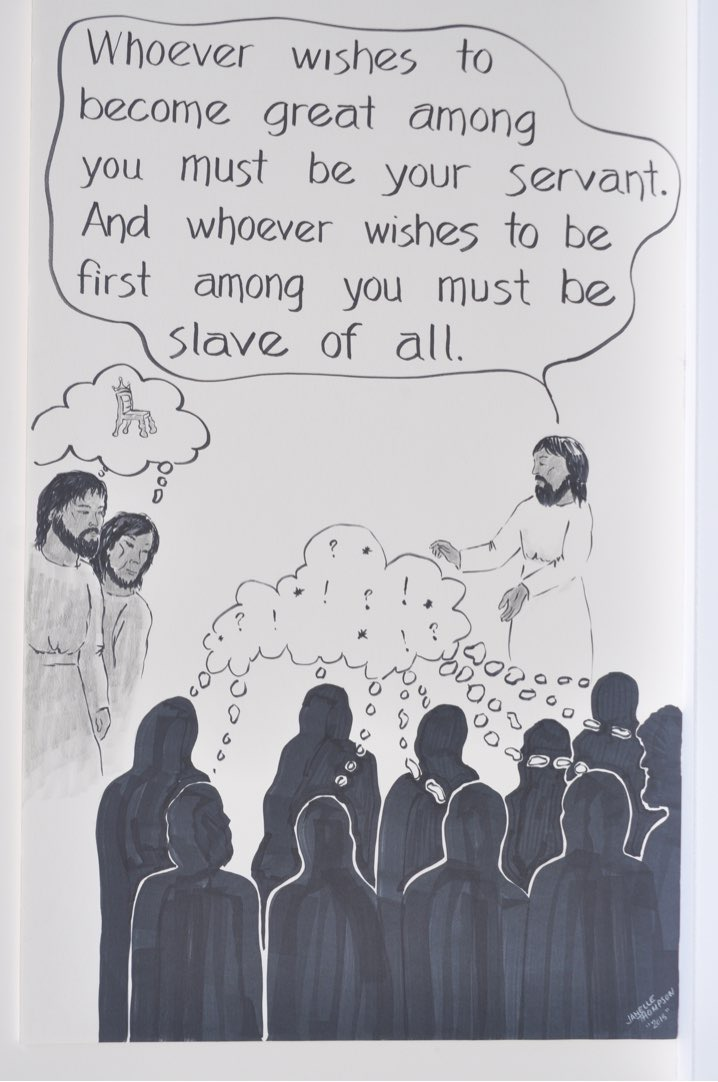 Whoever wishes to
become great among
you must be your servant.
And whoever wishes to be
first among you must be
slave of all.
? *
! ? ! *
* ? ! * ! ?
JANELLE
THOMPSON
"2015"